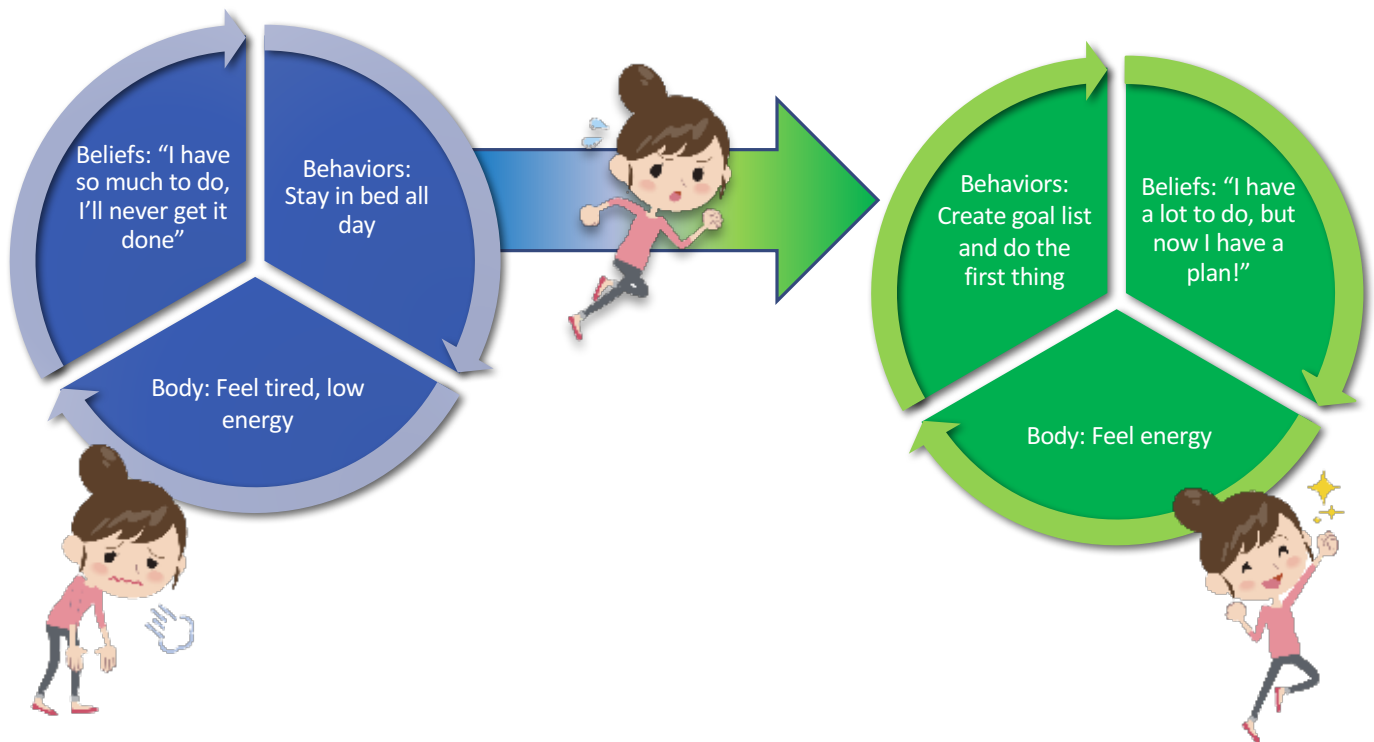 Beliefs: “I have
so much to do,
I’ll never get it
done”
Behaviors:
Stay in bed all
day
Body: Feel tired, low
energy
Behaviors:
Create goal list
and do the
first thing
Beliefs: “I have
a lot to do, but
now I have a
plan!”
Body: Feel energy